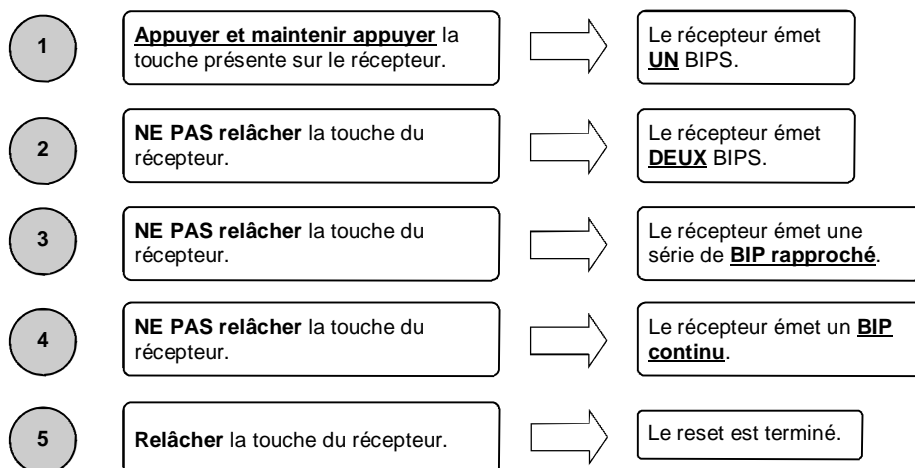 1
Appuyer et maintenir appuyer la
touche présente sur le récepteur.
Le récepteur émet
UN BIPS.
2
NE PAS relâcher la touche du
récepteur.
Le récepteur émet
DEUX BIPS.
3
NE PAS relâcher la touche du
récepteur.
Le récepteur émet une
série de BIP rapproché.
4
NE PAS relâcher la touche du
récepteur.
Le récepteur émet un BIP
continu.
5
Relâcher la touche du récepteur.
Le reset est terminé.